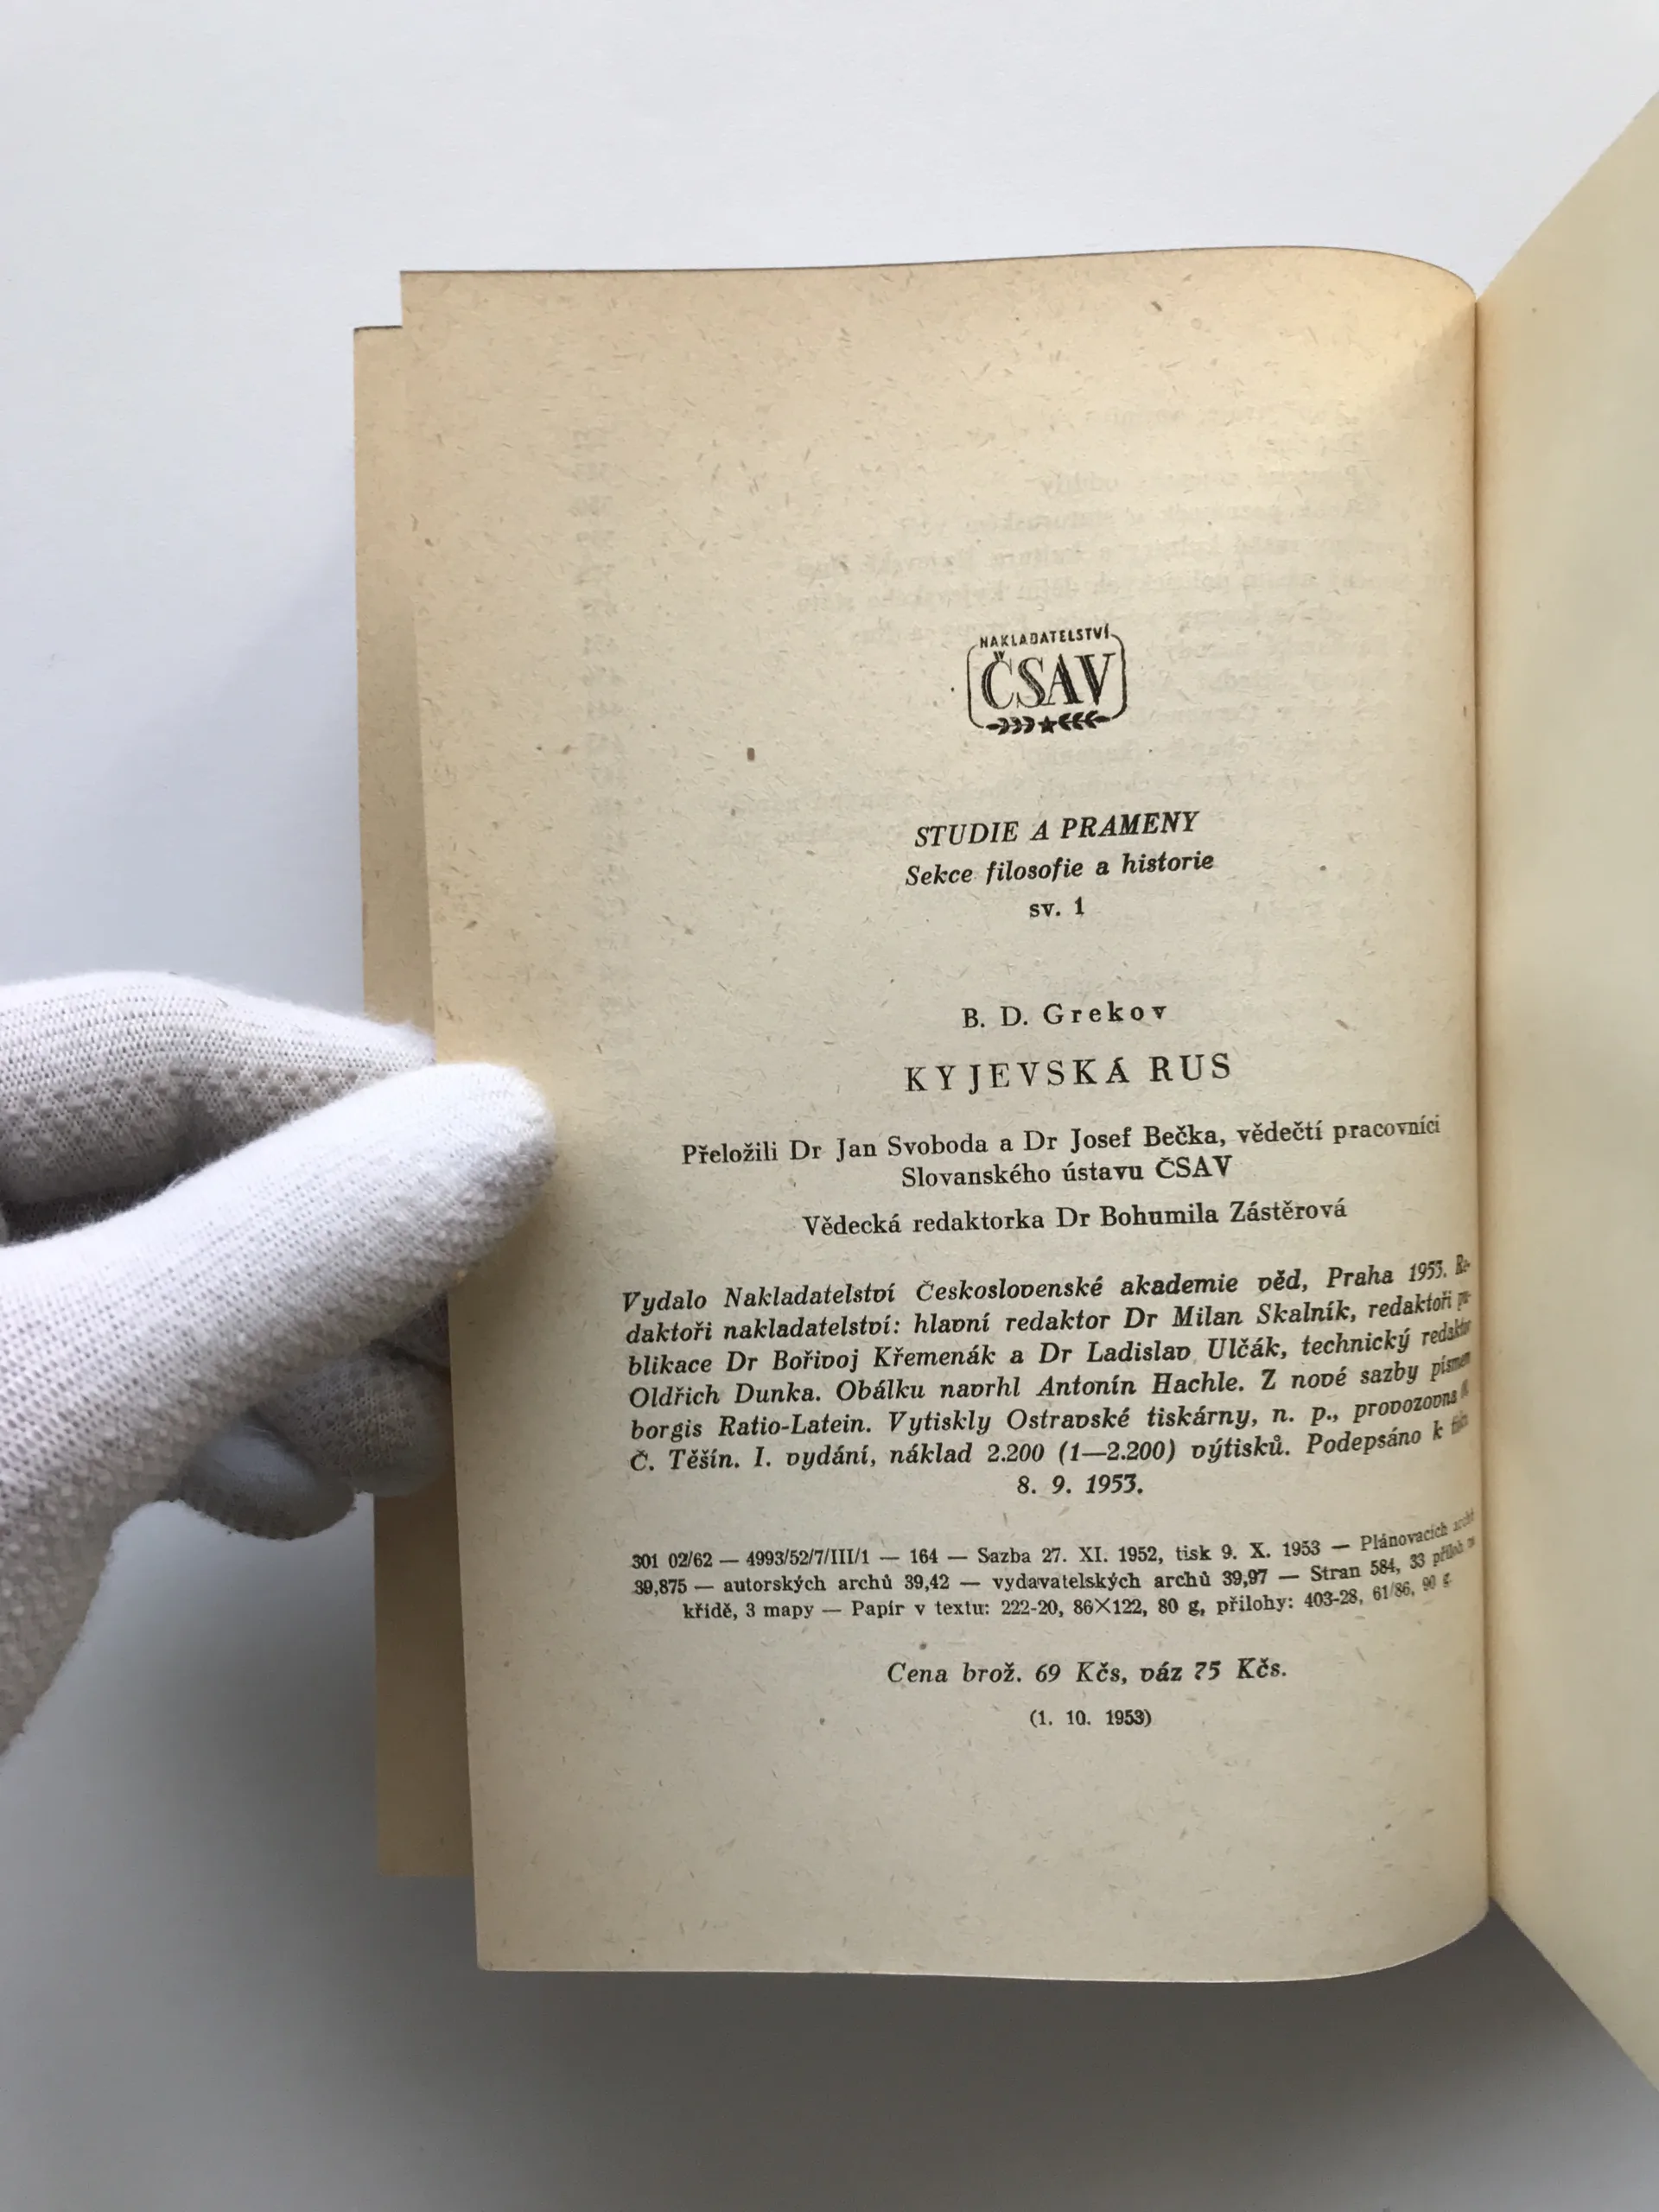 NAKLADATELSTVÍ
ČSAV
STUDIE A PRAMENY
Sekce filosofie a historie
sv. 1
B. D. Grekov
KYJEVSKÁ RUS
Přeložili Dr Jan Svoboda a Dr Josef Bečka, vědečtí pracovníci
Slovanského ústavu ČSAV
Vědecká redaktorka Dr Bohumila Zástěrová
Vydalo Nakladatelství Československé akademie věd, Praha 1953. Re-
daktoři nakladatelství: hlavní redaktor Dr Milan Skalník, redaktoři pu-
blikace Dr Bořivoj Křemenák a Dr Ladislav Ulčák, technický redaktor
Oldřich Dunka. Obálku navrhl Antonín Hachle. Z nové sazby písmem
borgis Ratio-Latein. Vytiskly Ostravské tiskárny, n. p., provozovna
Č. Těšín. I. vydání, náklad 2.200 (1—2.200) výtisků. Podepsáno k tisku
8. 9. 1953.
301 02/62 — 4993/52/7/III/1 — 164 — Sazba 27. XI. 1952, tisk 9. X. 1953 — Plánovacích archů
39,875 — autorských archů 39,42 — vydavatelských archů 39,97 — Stran 584, 33 příloh na
křídě, 3 mapy — Papír v textu: 222-20, 86×122, 80 g, přílohy: 403-28, 61/86, 90 g.
Cena brož. 69 Kčs, váz 75 Kčs.
(1. 10. 1953)